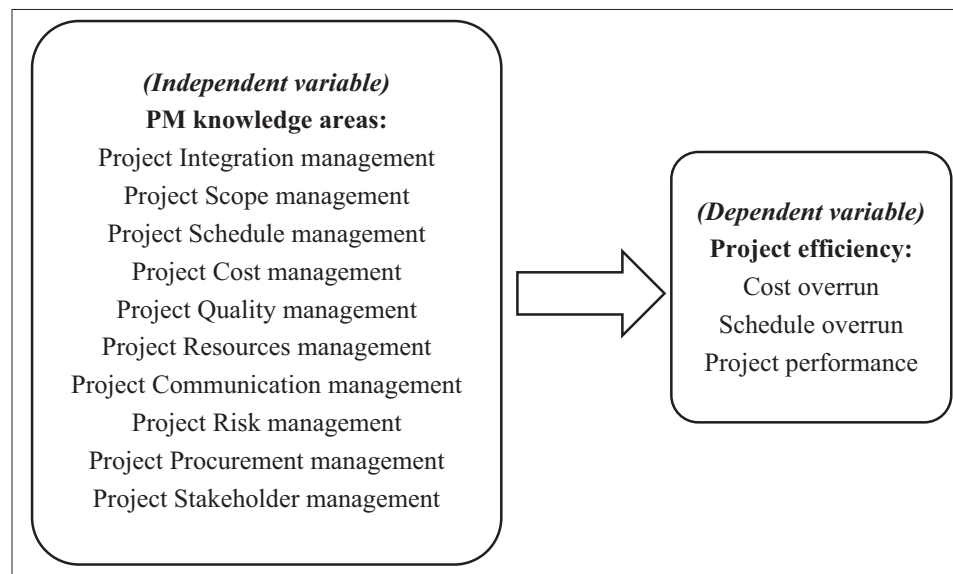 (Independent variable)
PM knowledge areas:
Project Integration management
Project Scope management
Project Schedule management
Project Cost management
Project Quality management
Project Resources management
Project Communication management
Project Risk management
Project Procurement management
Project Stakeholder management
(Dependent variable)
Project efficiency:
Cost overrun
Schedule overrun
Project performance